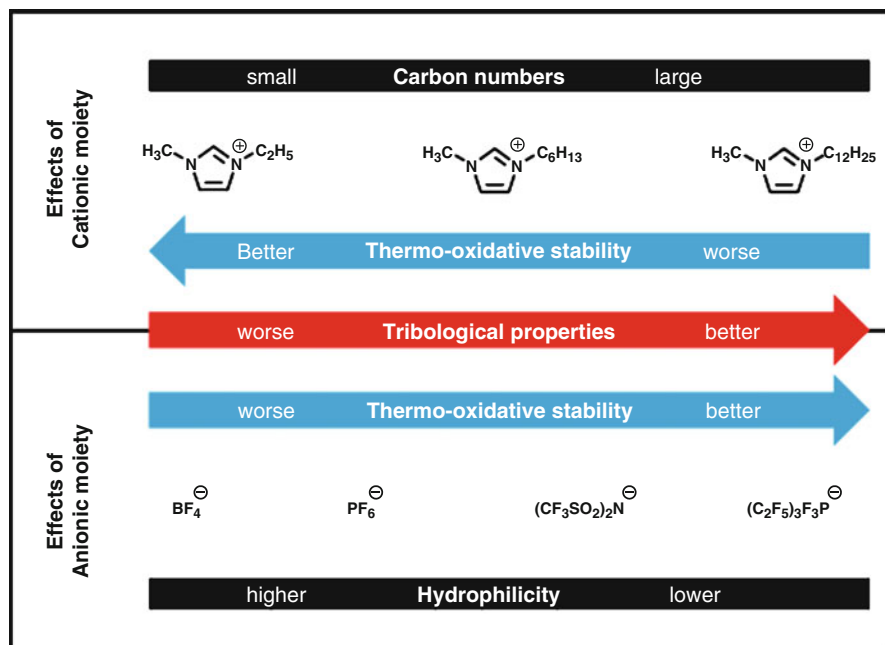 Effects of
Cationic moiety
small Carbon numbers large
H₃C N N ⊕ C₂H₅
H₃C N N ⊕ C₆H₁₃
H₃C N N ⊕ C₁₂H₂₅
Better Thermo-oxidative stability worse
worse Tribological properties better
Effects of
Anionic moiety
worse Thermo-oxidative stability better
BF₄⊖ PF₆⊖ (CF₃SO₂)₂N⊖ (C₂F₅)₃F₃P⊖
higher Hydrophilicity lower